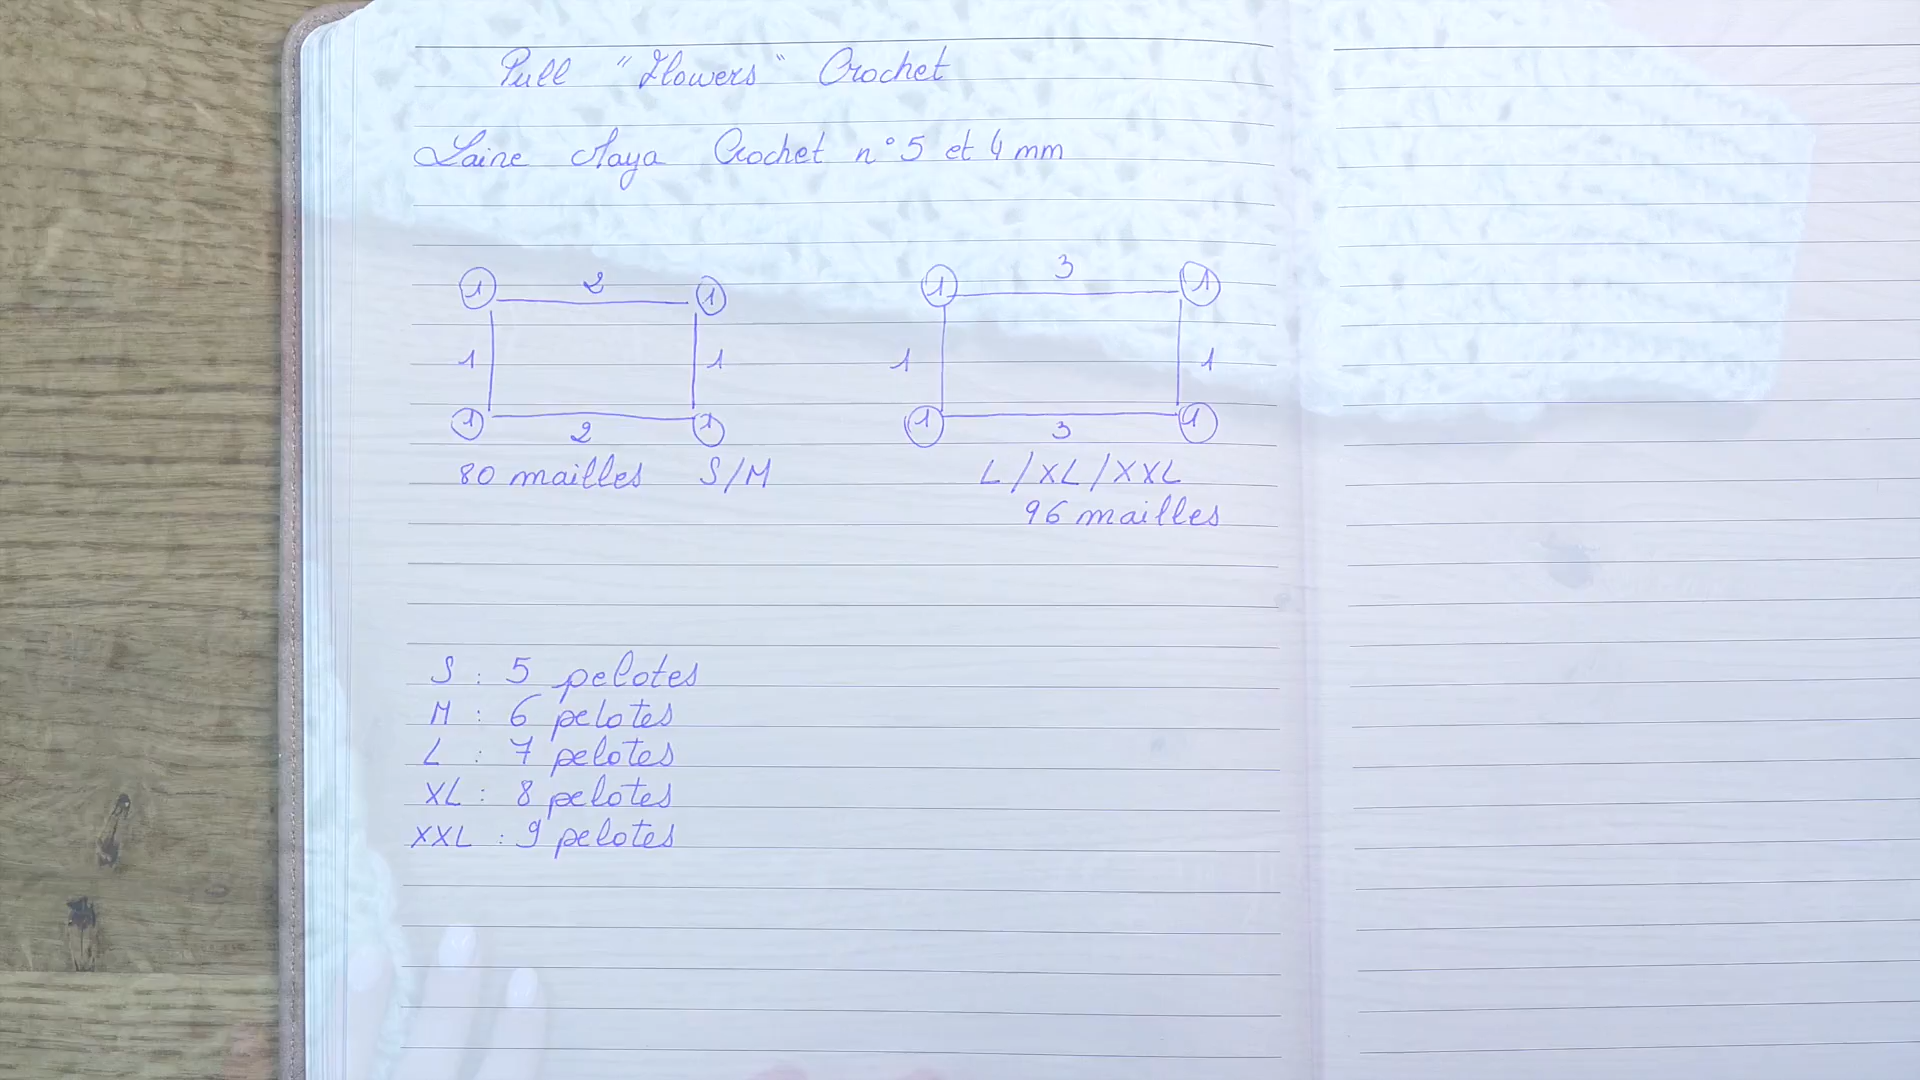 Pull "Flowers" Crochet
Laine Maya Crochet n°5 et 4 mm
1 2 1
1 1
1 2 1
80 mailles S/M
1 3 1
1 1
1 3 1
L/XL/XXL
96 mailles
S : 5 pelotes
M : 6 pelotes
L : 7 pelotes
XL : 8 pelotes
XXL : 9 pelotes